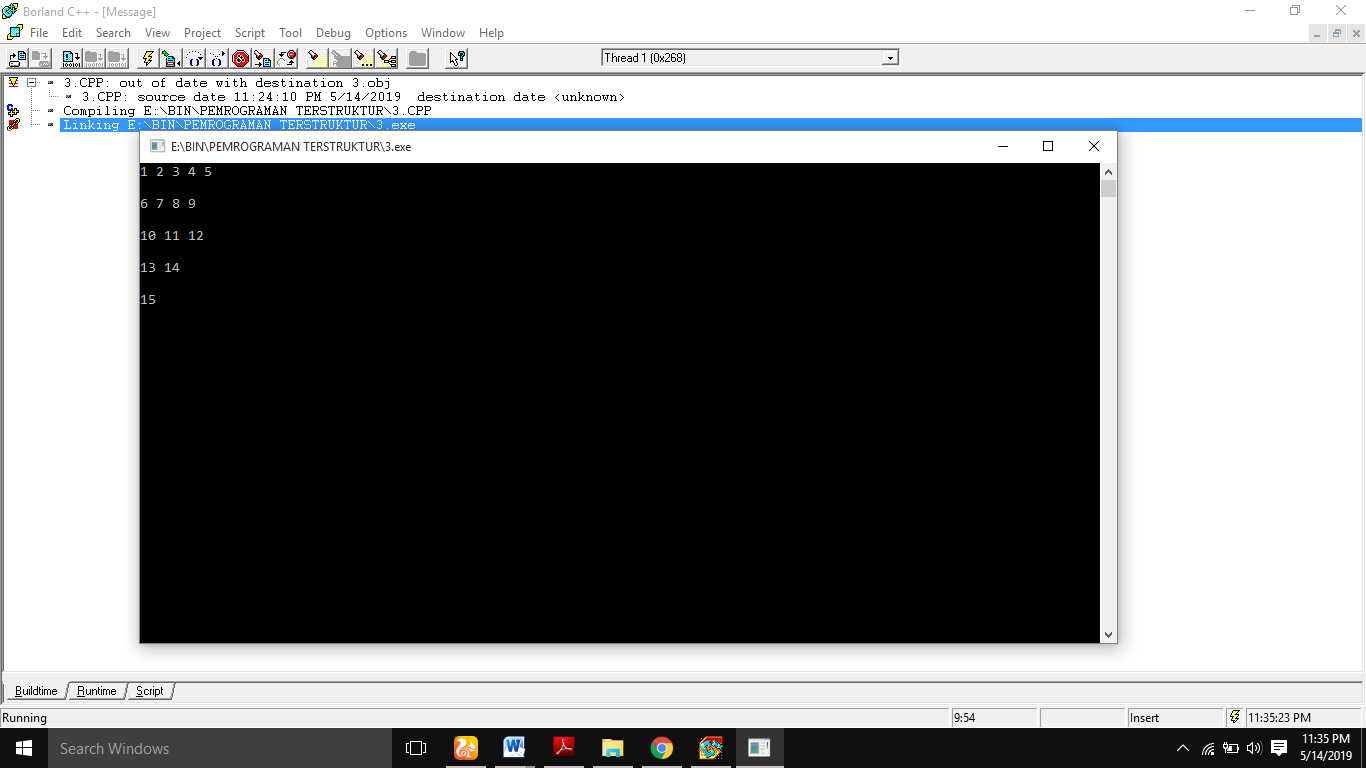 Borland C++ - [Message]
File Edit Search View Project Script Tool Debug Options Window Help
Thread 1 (0x268)
3.CPP: out of date with destination 3.obj
3.CPP: source date 11:24:10 PM 5/14/2019 destination date <unknown>
Compiling E:\BIN\PEMROGRAMAN TERSTRUKTUR\3.CPP
Linking E:\BIN\PEMROGRAMAN TERSTRUKTUR\3.exe
E:\BIN\PEMROGRAMAN TERSTRUKTUR\3.exe
1 2 3 4 5
6 7 8 9
10 11 12
13 14
15
Buildtime Runtime Script
Running 9:54 Insert 11:35:23 PM
Search Windows
11:35 PM
5/14/2019